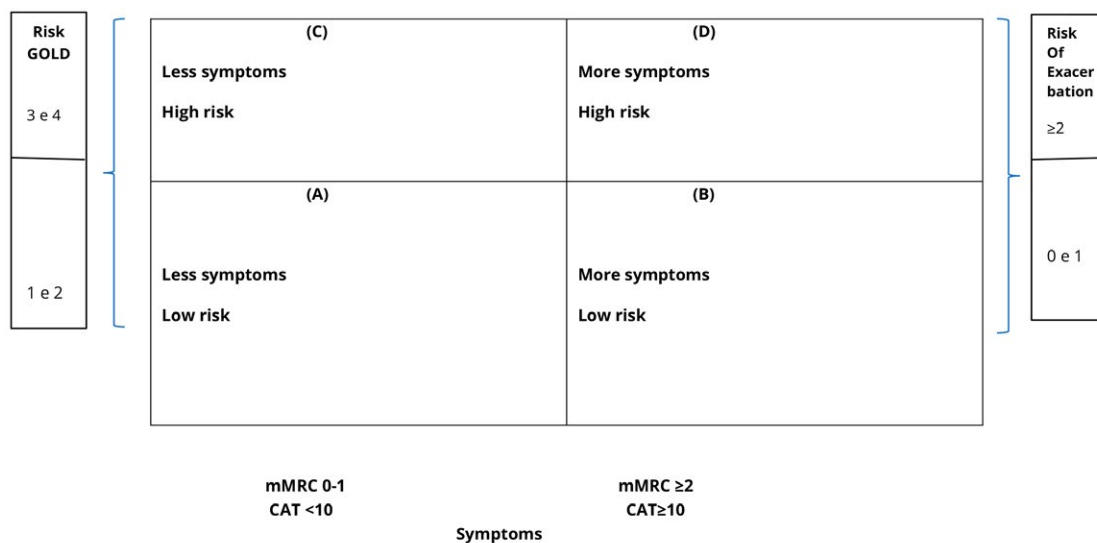 Risk
GOLD
3 e 4
1 e 2
(C)
Less symptoms
High risk
(D)
More symptoms
High risk
(A)
Less symptoms
Low risk
(B)
More symptoms
Low risk
Risk
Of
Exacer
bation
≥2
0 e 1
mMRC 0-1
CAT <10
mMRC ≥2
CAT≥10
Symptoms